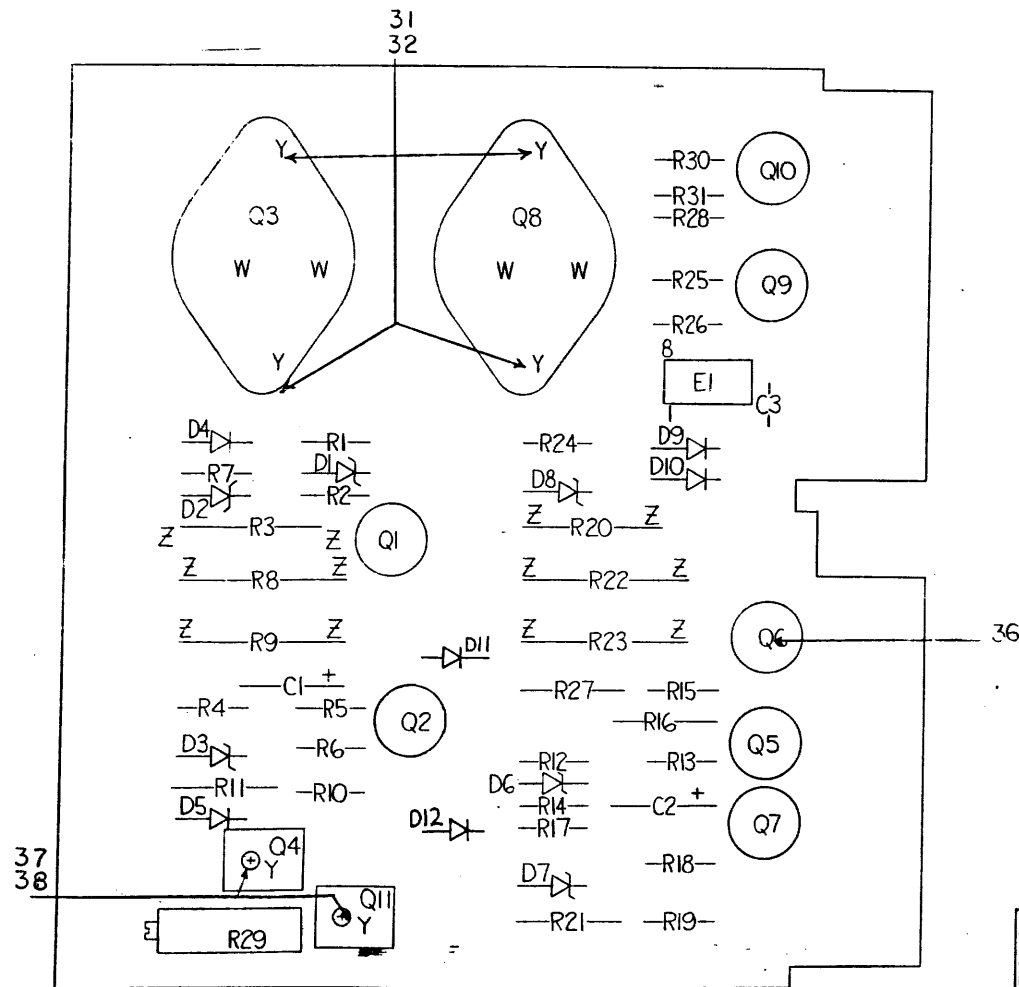 31
32
Y Y R30 Q10
R31
Q3 Q8 R28
W W W W R25 Q9
R26
Y Y 8
E1
1 C3
D4 R1 R24 D9
R7 D1 D10
D2 R2 D8
Z R3 Z Q1 Z R20 Z
Z R8 Z Z R22 Z
Z R9 Z Z R23 Z Q6 36
D11
C1 + R27 R15
R4 R5 Q2 R16
D3 R6 R12 R13 Q5
R11 R10 D6
D5 R14 C2 + Q7
D12 R17
Q4
37 Y R18
38 Q11 D7
Y R21 R19
R29